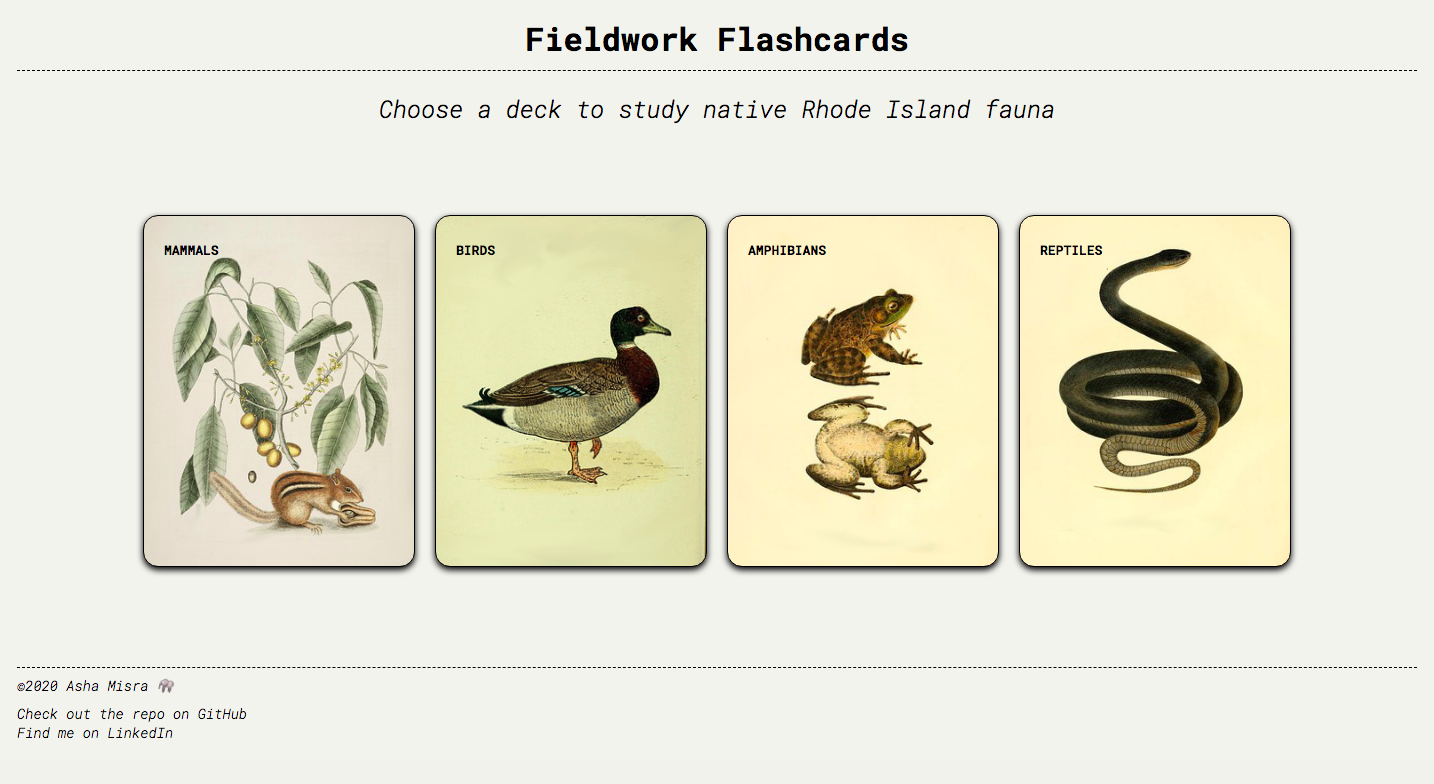 Fieldwork Flashcards
Choose a deck to study native Rhode Island fauna
MAMMALS
BIRDS
AMPHIBIANS
REPTILES
©2020 Asha Misra 🦣
Check out the repo on GitHub
Find me on LinkedIn